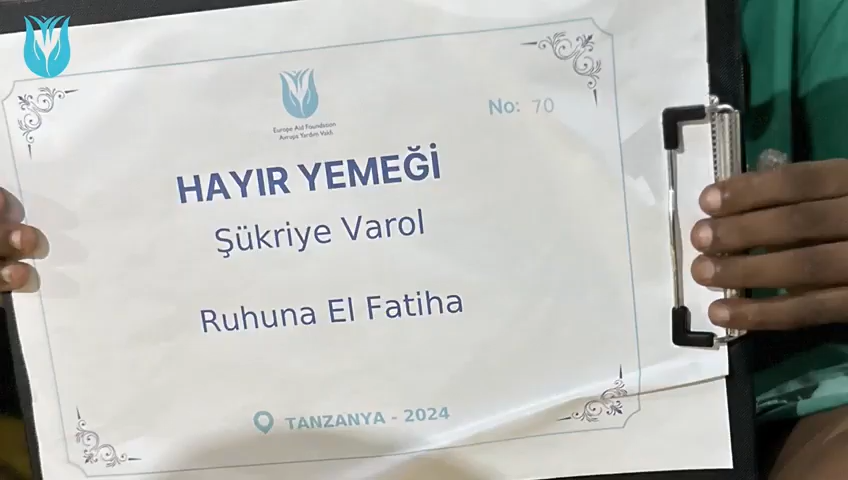 Europe Aid Foundation
Avrupa Yardım Vakfı
No: 70
HAYIR YEMEĞİ
Şükriye Varol
Ruhuna El Fatiha
TANZANYA - 2024